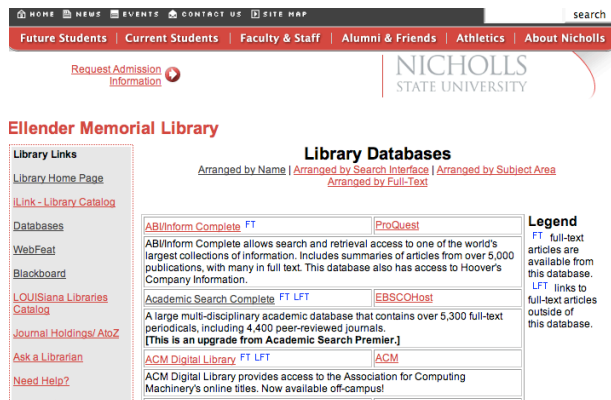 HOME NEWS EVENTS CONTACT US SITE MAP search
Future Students | Current Students | Faculty & Staff | Alumni & Friends | Athletics | About Nicholls
Request Admission
Information
NICHOLLS
STATE UNIVERSITY
Ellender Memorial Library
Library Links
Library Home Page
iLink - Library Catalog
Databases
WebFeat
Blackboard
LOUISiana Libraries
Catalog
Journal Holdings/ AtoZ
Ask a Librarian
Need Help?
Library Databases
Arranged by Name | Arranged by Search Interface | Arranged by Subject Area
Arranged by Full-Text
ABI/Inform Complete FT ProQuest
ABI/Inform Complete allows search and retrieval access to one of the world's
largest collections of information. Includes summaries of articles from over 5,000
publications, with many in full text. This database also has access to Hoover's
Company Information.
Academic Search Complete FT LFT EBSCOHost
A large multi-disciplinary academic database that contains over 5,300 full-text
periodicals, including 4,400 peer-reviewed journals.
[This is an upgrade from Academic Search Premier.]
ACM Digital Library FT LFT ACM
ACM Digital Library provides access to the Association for Computing
Machinery's online titles. Now available off-campus!
Legend
FT full-text
articles are
available from
this database.
LFT links to
full-text articles
outside of
this database.